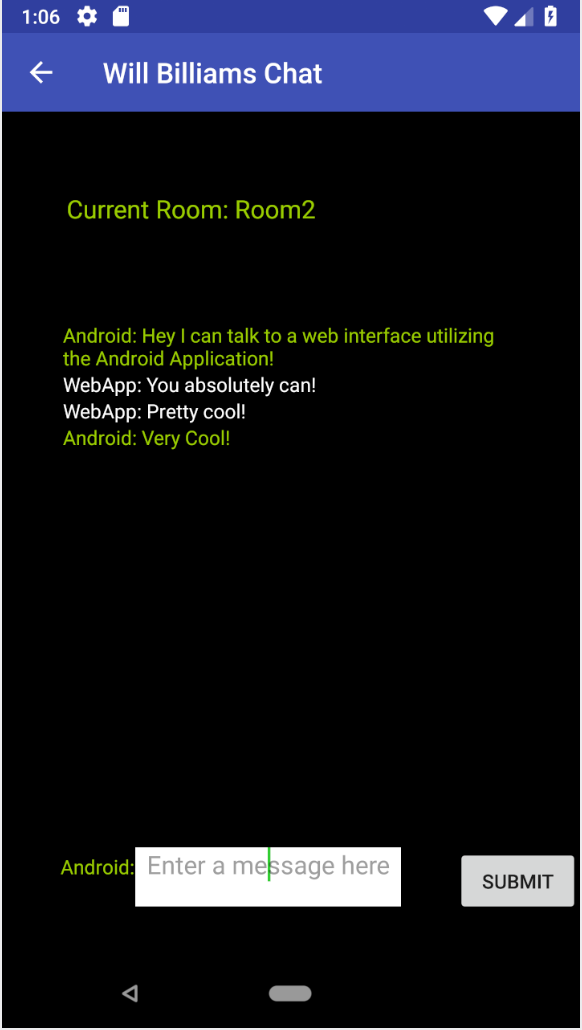 1:06
Will Billiams Chat
Current Room: Room2
Android: Hey I can talk to a web interface utilizing
the Android Application!
WebApp: You absolutely can!
WebApp: Pretty cool!
Android: Very Cool!
Android: Enter a message here
SUBMIT